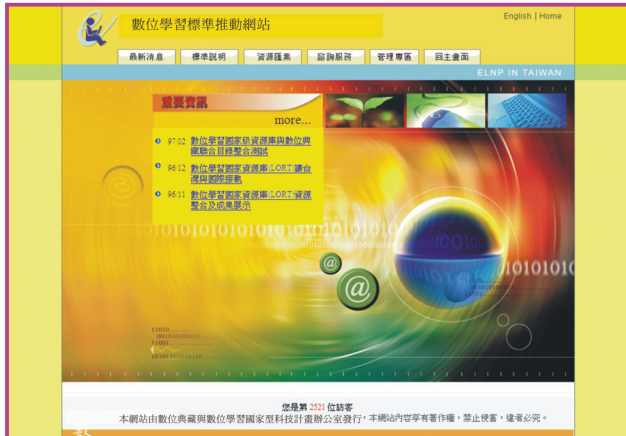 English | Home
數位學習標準推動網站
最新消息 標準說明 資源匯集 諮詢服務 管理專區 回主畫面
ELNP IN TAIWAN
重要資訊
more...
97/02 數位學習國家級資源庫與數位典
藏聯合目錄整合測試
96/12 數位學習國家資源庫(LORT)讓台
灣與國際接軌
96/11 數位學習國家資源庫(LORT)資源
整合及成果展示
10101010101
1010101010101010
10101010
@
@
11010
11001
您是第 2521 位訪客
本網站由數位典藏與數位學習國家型科技計畫辦公室發行，本網站內容享有著作權，禁止侵害，違者必究。
數